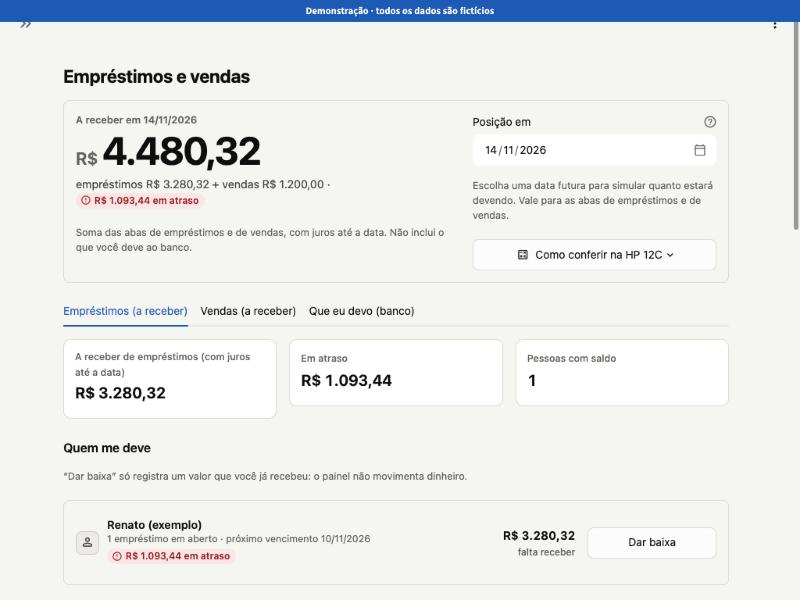 Demonstração · todos os dados são fictícios
Empréstimos e vendas
A receber em 14/11/2026
R$ 4.480,32
empréstimos R$ 3.280,32 + vendas R$ 1.200,00 ·
R$ 1.093,44 em atraso
Soma das abas de empréstimos e de vendas, com juros até a data. Não inclui o
que você deve ao banco.
Posição em
14/11/2026
Escolha uma data futura para simular quanto estará
devendo. Vale para as abas de empréstimos e de
vendas.
Como conferir na HP 12C
Empréstimos (a receber)
Vendas (a receber)
Que eu devo (banco)
A receber de empréstimos (com juros
até a data)
R$ 3.280,32
Em atraso
R$ 1.093,44
Pessoas com saldo
1
Quem me deve
"Dar baixa" só registra um valor que você já recebeu: o painel não movimenta dinheiro.
Renato (exemplo)
1 empréstimo em aberto · próximo vencimento 10/11/2026
R$ 1.093,44 em atraso
R$ 3.280,32
falta receber
Dar baixa